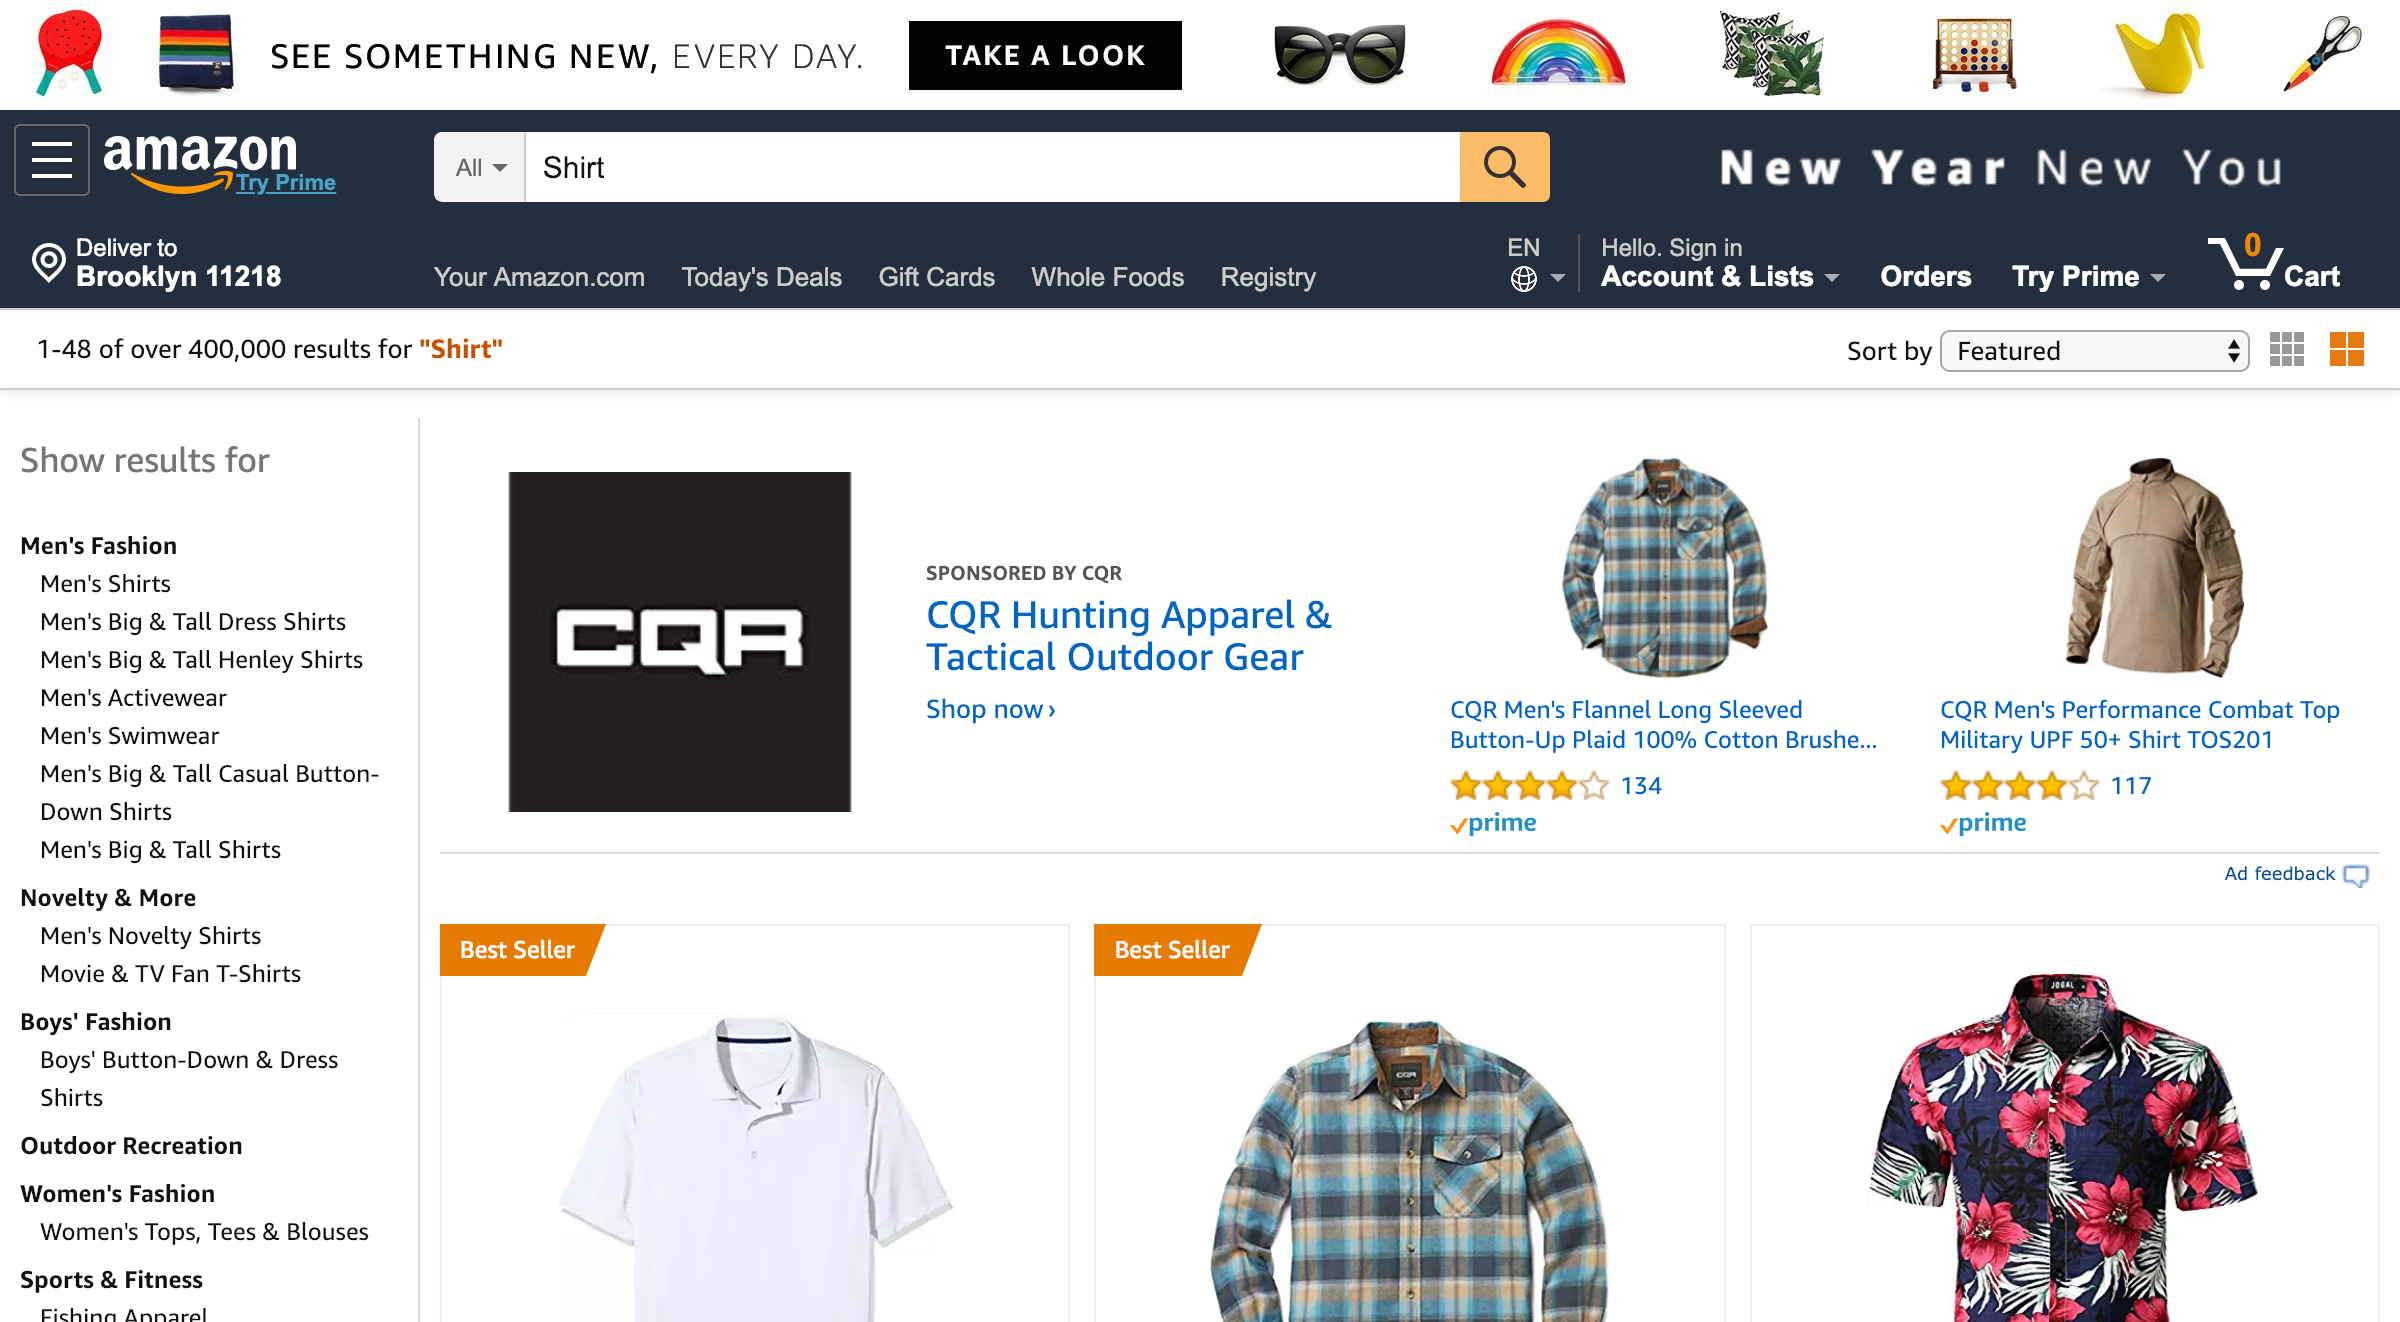 SEE SOMETHING NEW, EVERY DAY.
TAKE A LOOK
amazon
Try Prime
All
Shirt
New Year New You
Deliver to
Brooklyn 11218
Your Amazon.com
Today's Deals
Gift Cards
Whole Foods
Registry
EN
Hello. Sign in
Account & Lists
Orders
Try Prime
0
Cart
1-48 of over 400,000 results for "Shirt"
Sort by
Featured
Show results for
Men's Fashion
Men's Shirts
Men's Big & Tall Dress Shirts
Men's Big & Tall Henley Shirts
Men's Activewear
Men's Swimwear
Men's Big & Tall Casual Button-
Down Shirts
Men's Big & Tall Shirts
Novelty & More
Men's Novelty Shirts
Movie & TV Fan T-Shirts
Boys' Fashion
Boys' Button-Down & Dress
Shirts
Outdoor Recreation
Women's Fashion
Women's Tops, Tees & Blouses
Sports & Fitness
Fishing Apparel
CQR
SPONSORED BY CQR
CQR Hunting Apparel &
Tactical Outdoor Gear
Shop now ›
CQR Men's Flannel Long Sleeved
Button-Up Plaid 100% Cotton Brushe...
134
prime
CQR Men's Performance Combat Top
Military UPF 50+ Shirt TOS201
117
prime
Ad feedback
Best Seller
Best Seller
CQR
JOGAL